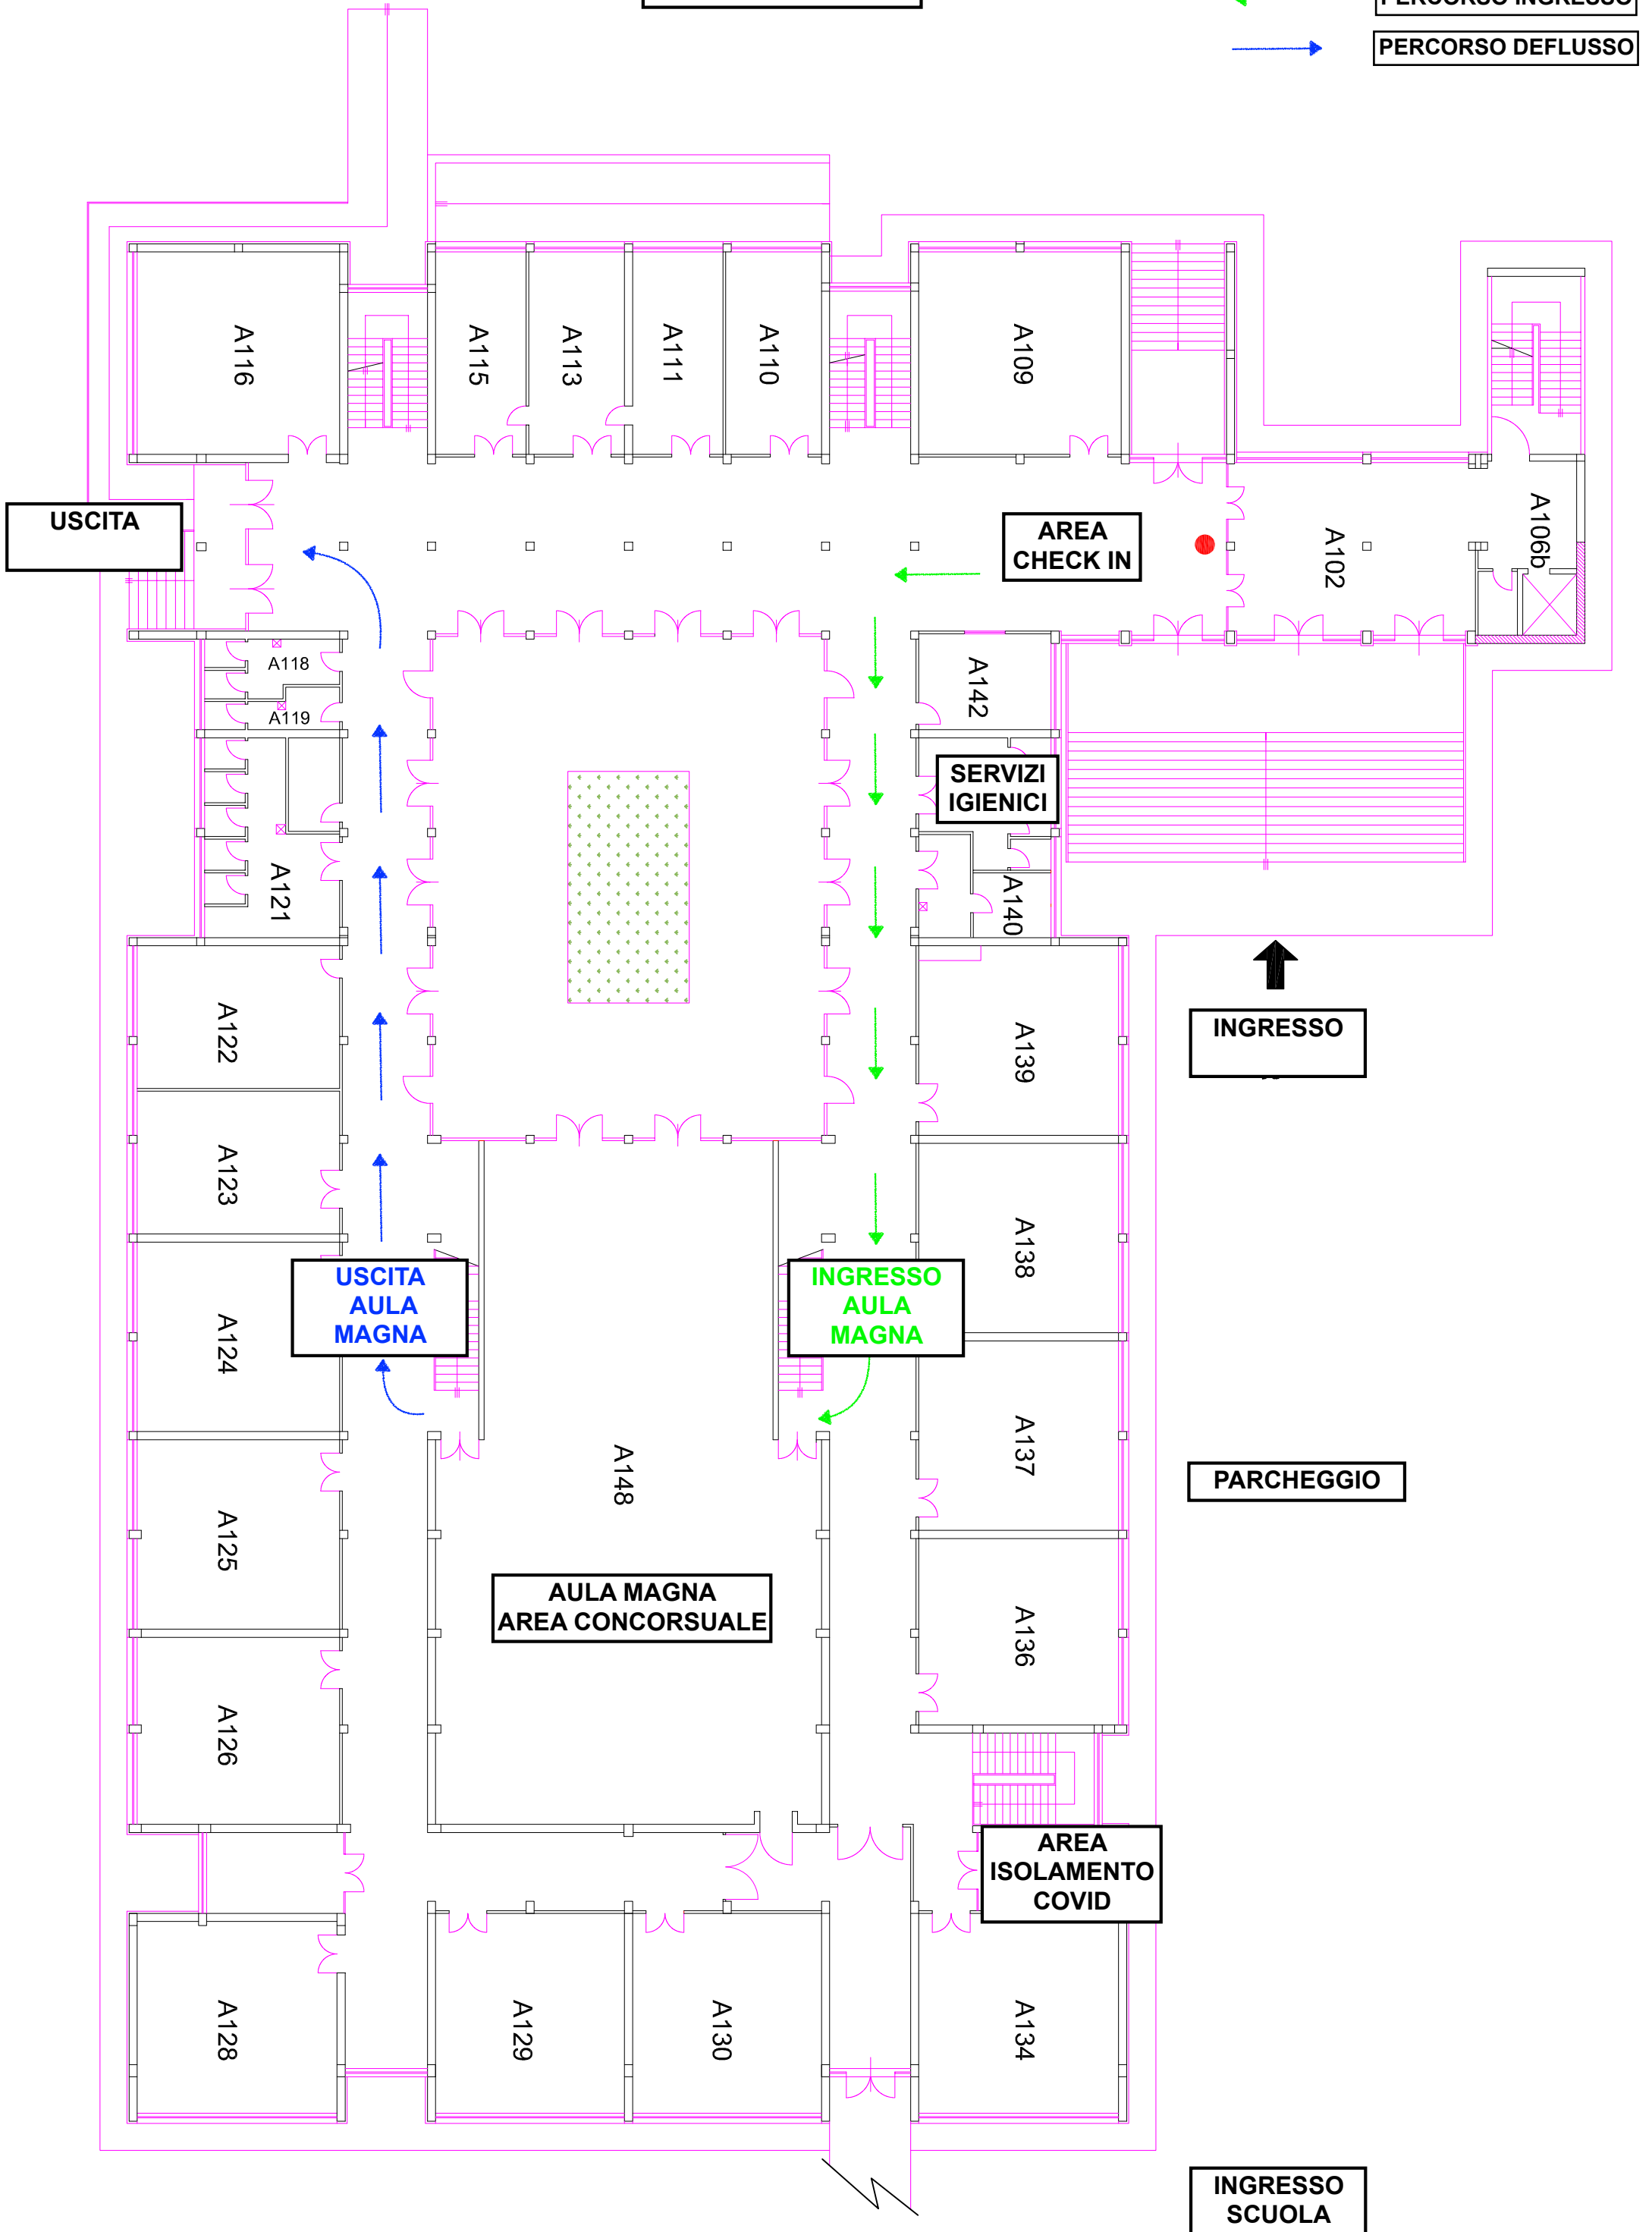 PERCORSO INGRESSO
PERCORSO DEFLUSSO
A116
A115
A113
A111
A110
A109
USCITA
AREA
CHECK IN
A102
A106b
A118
A119
A142
SERVIZI
IGIENICI
A121
A140
A122
A139
INGRESSO
A123
A138
USCITA
AULA
MAGNA
INGRESSO
AULA
MAGNA
A124
A148
A137
PARCHEGGIO
A125
AULA MAGNA
AREA CONCORSUALE
A136
A126
AREA
ISOLAMENTO
COVID
A128
A129
A130
A134
INGRESSO
SCUOLA